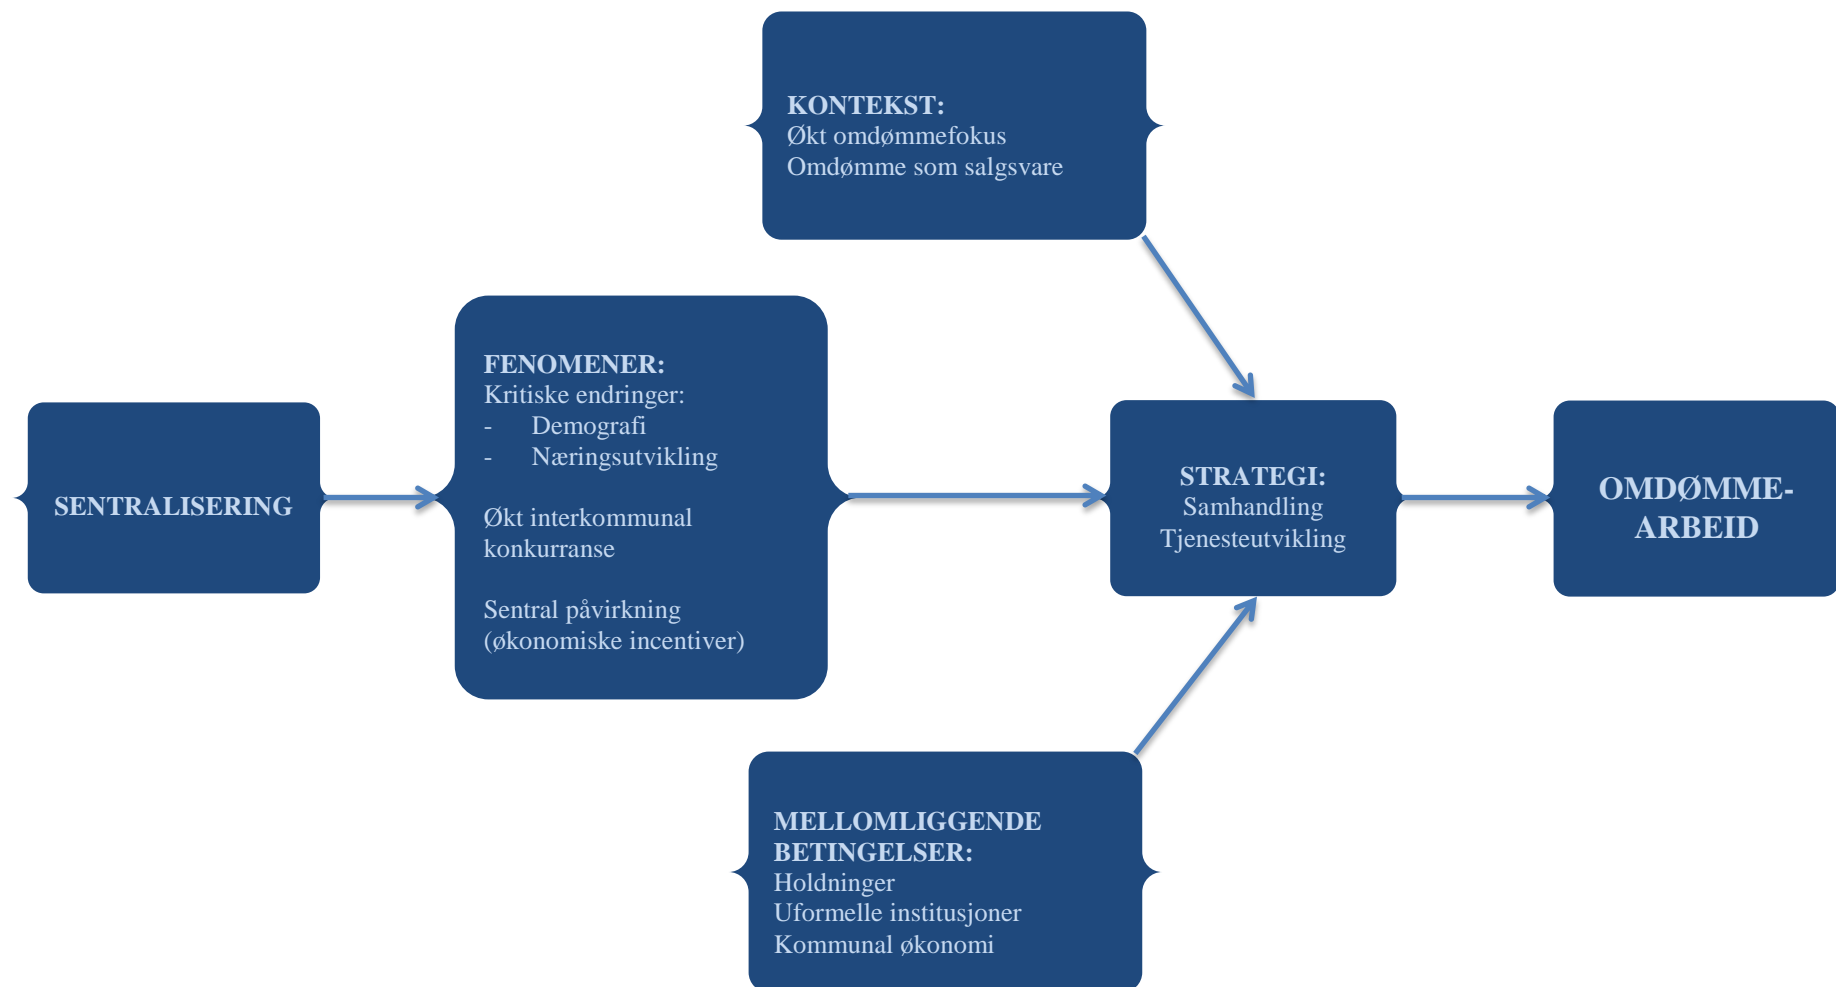 KONTEKST:
Økt omdømmefokus
Omdømme som salgsvare
FENOMENER:
Kritiske endringer:
- Demografi
- Næringsutvikling
Økt interkommunal
konkurranse
Sentral påvirkning
(økonomiske incentiver)
SENTRALISERING
STRATEGI:
Samhandling
Tjenesteutvikling
OMDØMME-
ARBEID
MELLOMLIGGENDE
BETINGELSER:
Holdninger
Uformelle institusjoner
Kommunal økonomi